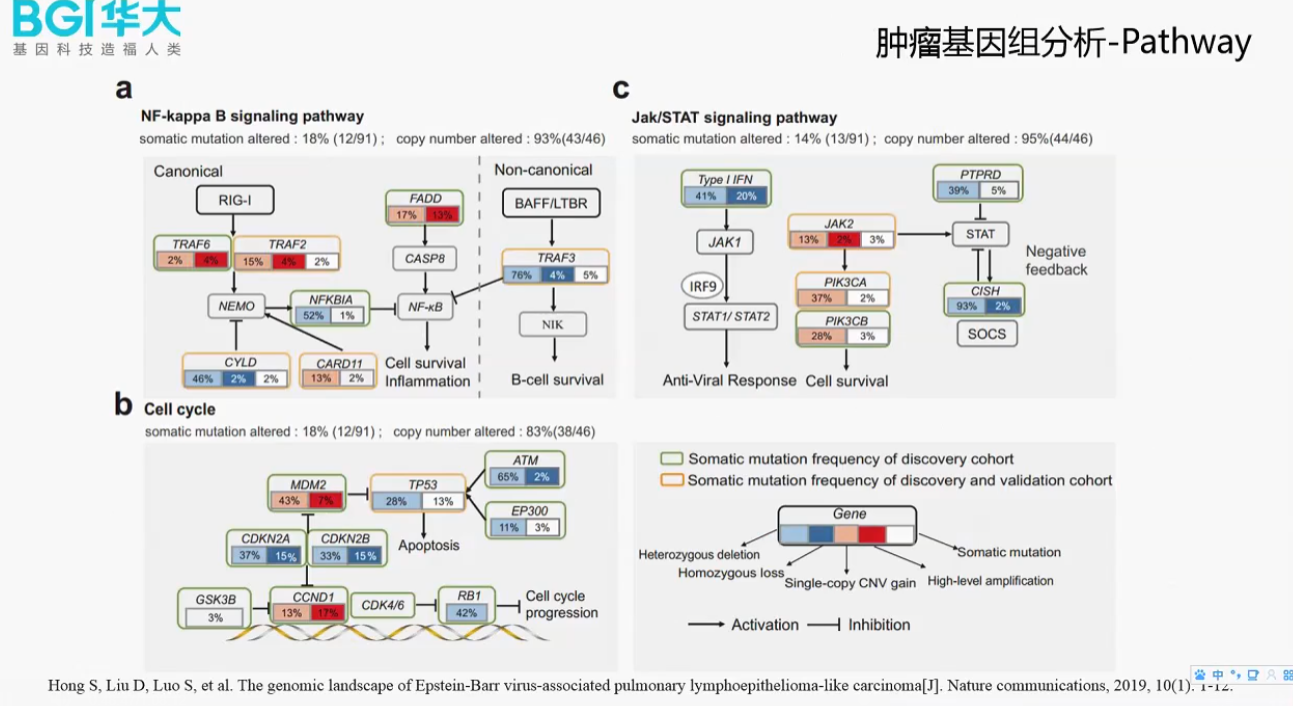 BGI华大
基因科技造福人类
肿瘤基因组分析-Pathway
a
NF-kappa B signaling pathway
somatic mutation altered : 18% (12/91) ; copy number altered : 93%(43/46)
Canonical
Non-canonical
RIG-I
FADD
17% 13%
BAFF/LTBR
TRAF6
2% 4%
TRAF2
15% 4% 2%
CASP8
TRAF3
76% 4% 5%
NEMO
NFKBIA
52% 1%
NF-κB
NIK
CYLD
46% 2% 2%
CARD11
13% 2%
Cell survival
Inflammation
B-cell survival
b
Cell cycle
somatic mutation altered : 18% (12/91) ; copy number altered : 83%(38/46)
MDM2
43% 7%
TP53
28% 13%
ATM
65% 2%
EP300
11% 3%
CDKN2A
37% 15%
CDKN2B
33% 15%
Apoptosis
GSK3B
3%
CCND1
13% 17%
CDK4/6
RB1
42%
Cell cycle
progression
c
Jak/STAT signaling pathway
somatic mutation altered : 14% (13/91) ; copy number altered : 95%(44/46)
Type I IFN
41% 20%
PTPRD
39% 5%
JAK1
JAK2
13% 2% 3%
STAT
Negative
feedback
IRF9
PIK3CA
37% 2%
CISH
93% 2%
STAT1/ STAT2
PIK3CB
28% 3%
SOCS
Anti-Viral Response
Cell survival
Somatic mutation frequency of discovery cohort
Somatic mutation frequency of discovery and validation cohort
Gene
Heterozygous deletion
Homozygous loss
Single-copy CNV gain
High-level amplification
Somatic mutation
Activation
Inhibition
Hong S, Liu D, Luo S, et al. The genomic landscape of Epstein-Barr virus-associated pulmonary lymphoepithelioma-like carcinoma[J]. Nature communications, 2019, 10(1): 1-12.
中